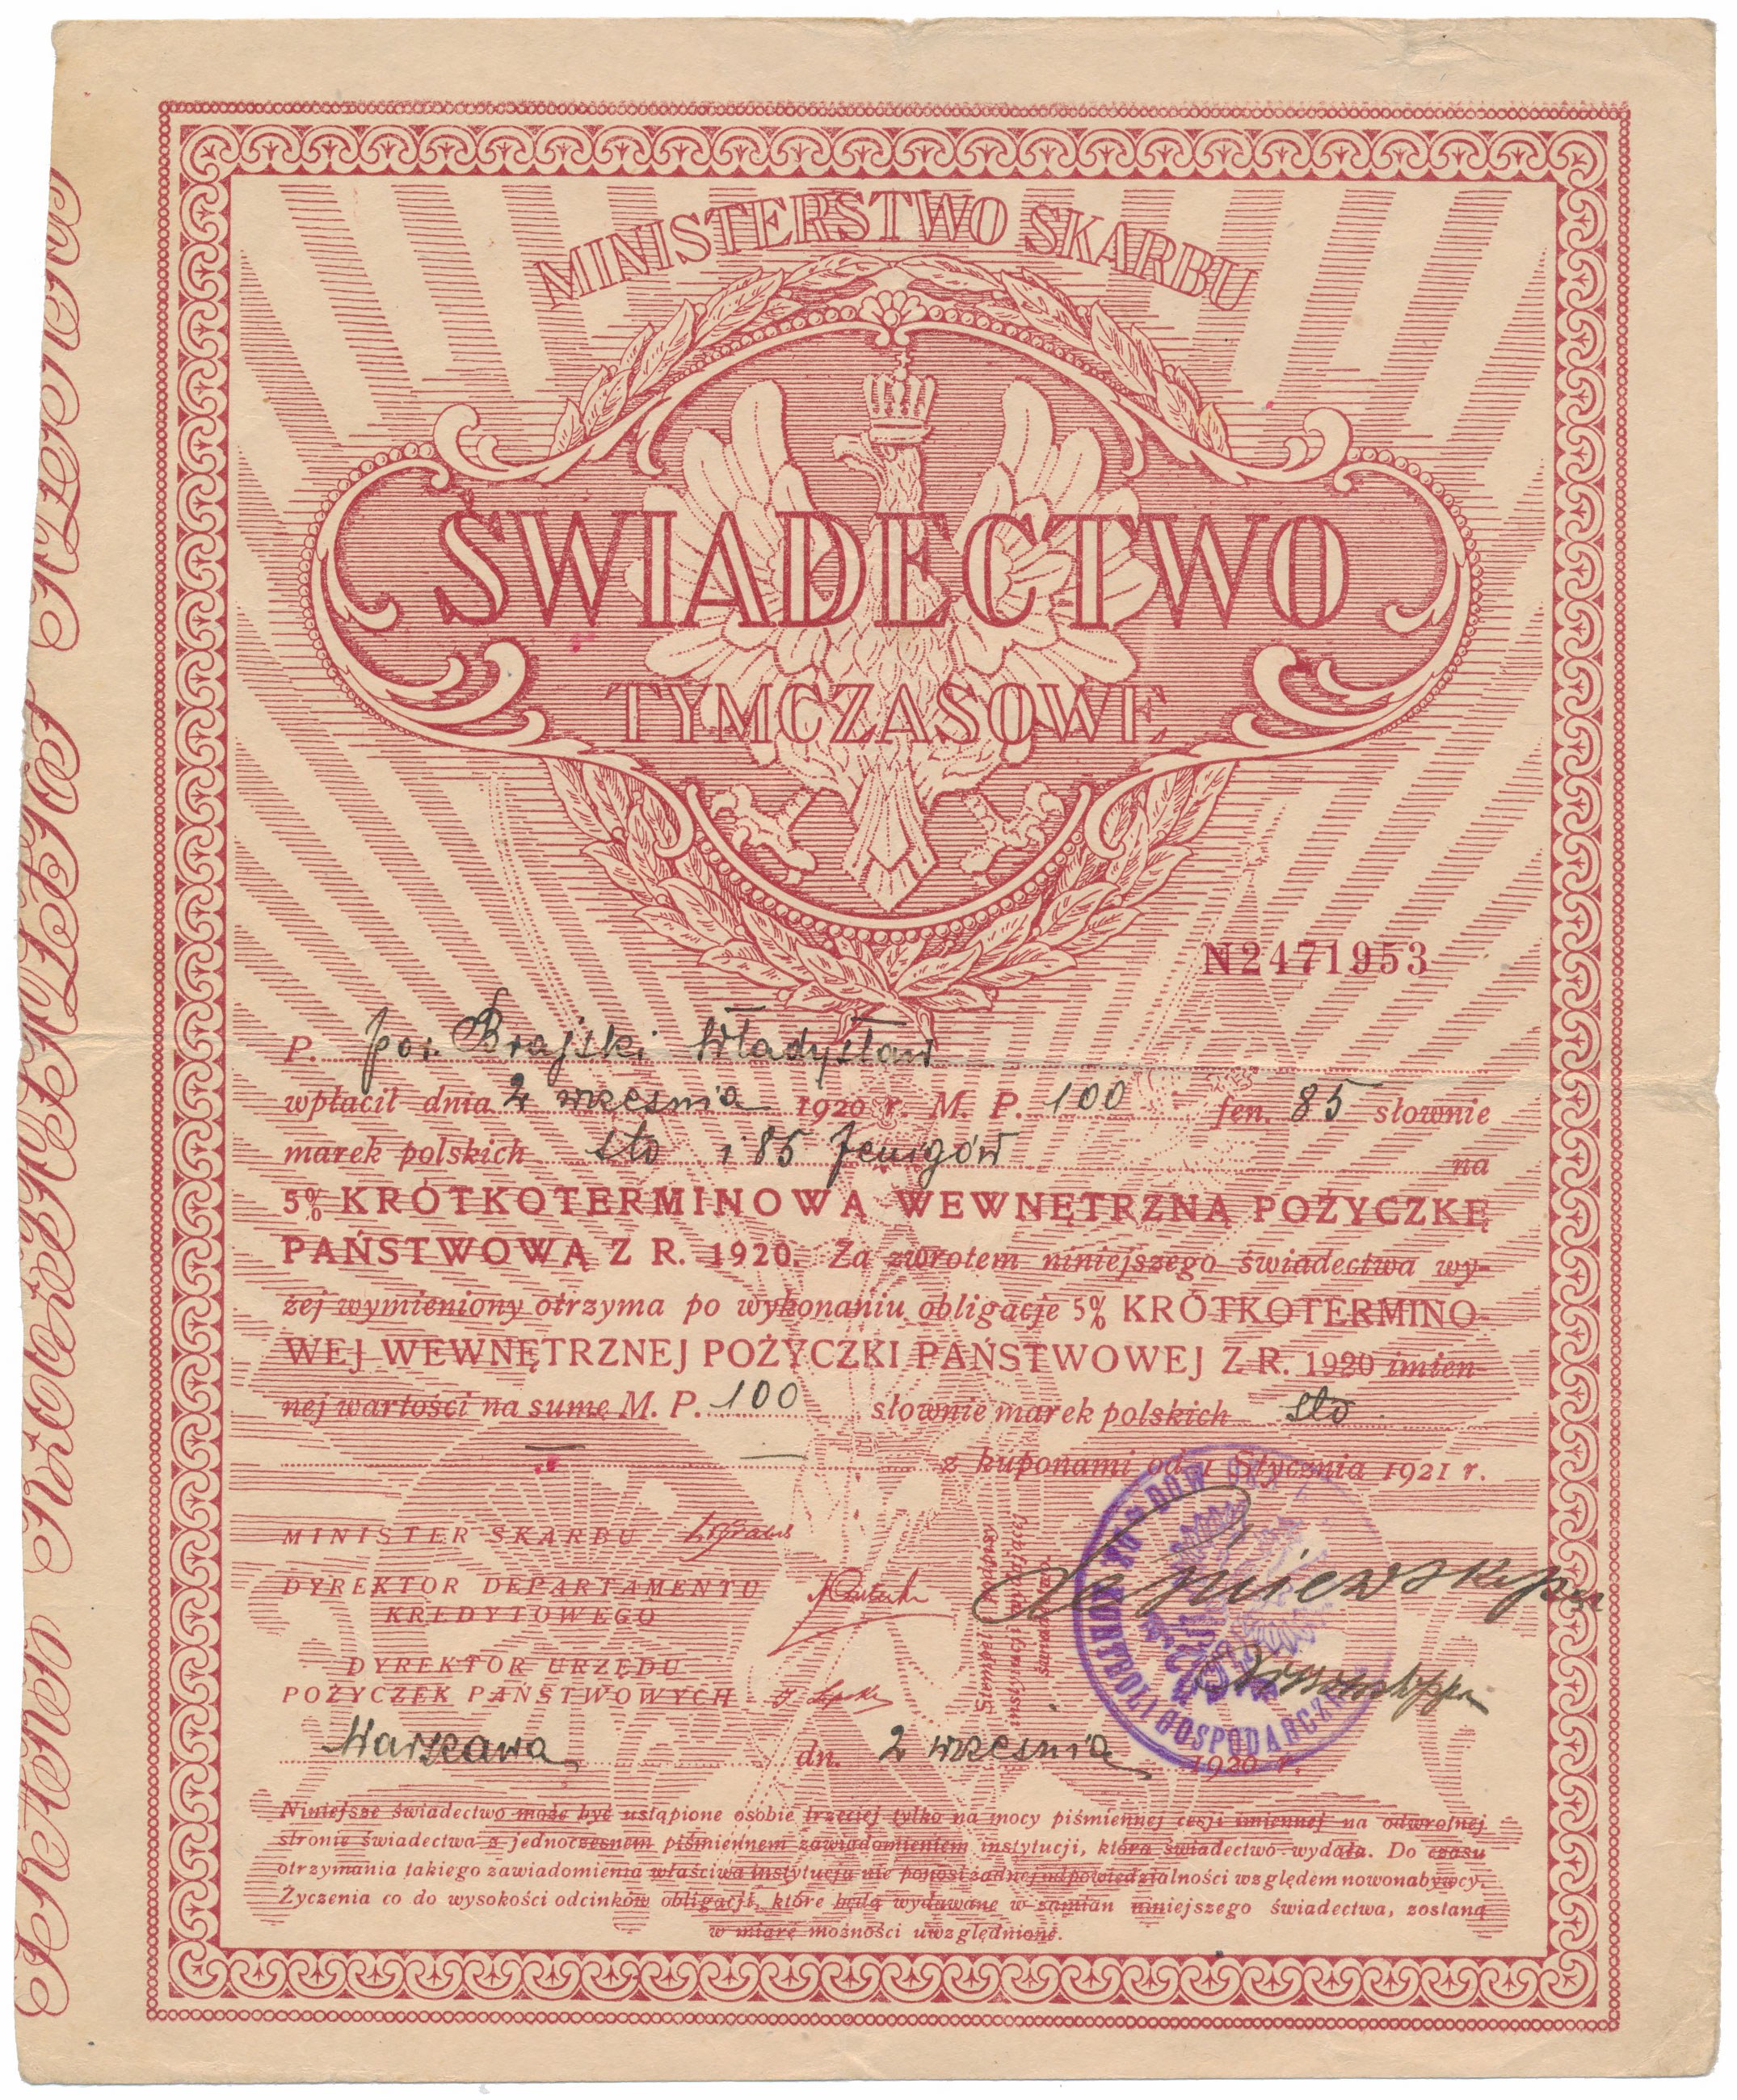 MINISTERSTWO SKARBU
ŚWIADECTWO
TYMCZASOWE
N2471953
P. por. Brajski Władysław
wpłacił dnia 2 września 1920 r. M. P. 100 fen. 85 słownie
marek polskich sto i 85 fenigów na
5% KRÓTKOTERMINOWĄ WEWNĘTRZNĄ POŻYCZKĘ
PAŃSTWOWĄ Z R. 1920. Za zwrotem niniejszego świadectwa wy-
żej wymieniony otrzyma po wykonaniu obligacje 5% KRÓTKOTERMINO-
WEJ WEWNĘTRZNEJ POŻYCZKI PAŃSTWOWEJ Z R. 1920 imien-
nej wartości na sumę M. P. 100 słownie marek polskich sto
z kuponami od 1 Stycznia 1921 r.
MINISTER SKARBU
DYREKTOR DEPARTAMENTU
KREDYTOWEGO
DYREKTOR URZĘDU
POŻYCZEK PAŃSTWOWYCH
Stempel i podpisy
KONTROLI GOSPODARCZEJ
Warszawa dn. 2 września 1920 r.
Niniejsze świadectwo może być ustąpione osobie trzeciej tylko na mocy piśmiennej cesji imiennej na odwrotnej
stronie świadectwa z jednoczesnem piśmiennem zawiadomieniem instytucji, która świadectwo wydała. Do czasu
otrzymania takiego zawiadomienia właściwa instytucja nie ponosi żadnej odpowiedzialności względem nowonabywcy.
Życzenia co do wysokości odcinków obligacji, które będą wydawane w zamian niniejszego świadectwa, zostaną
w miarę możności uwzględnione.